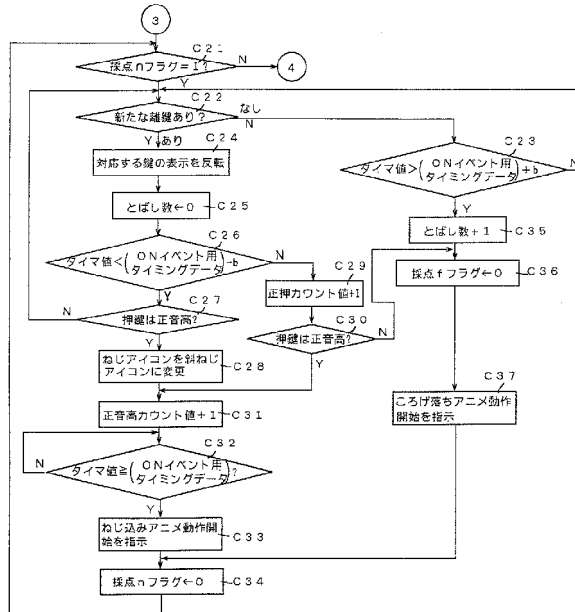 3
C21
採点nフラグ=1?
N
4
Y
C22
新たな離鍵あり?
なし
N
Y
あり
C24
対応する鍵の表示を反転
C23
タイマ値>(ONイベント用タイミングデータ)+b
N
Y
とばし数←0
C25
とばし数+1
C35
C26
タイマ値<(ONイベント用タイミングデータ)-b
N
Y
C29
正押カウント値+1
採点fフラグ←0
C36
C27
押鍵は正音高?
N
Y
C30
押鍵は正音高?
N
Y
ねじアイコンを斜ねじ
アイコンに変更
C28
C37
ころげ落ちアニメ動作
開始を指示
正音高カウント値+1
C31
C32
タイマ値≧(ONイベント用タイミングデータ)?
N
Y
ねじ込みアニメ動作開
始を指示
C33
採点nフラグ←0
C34